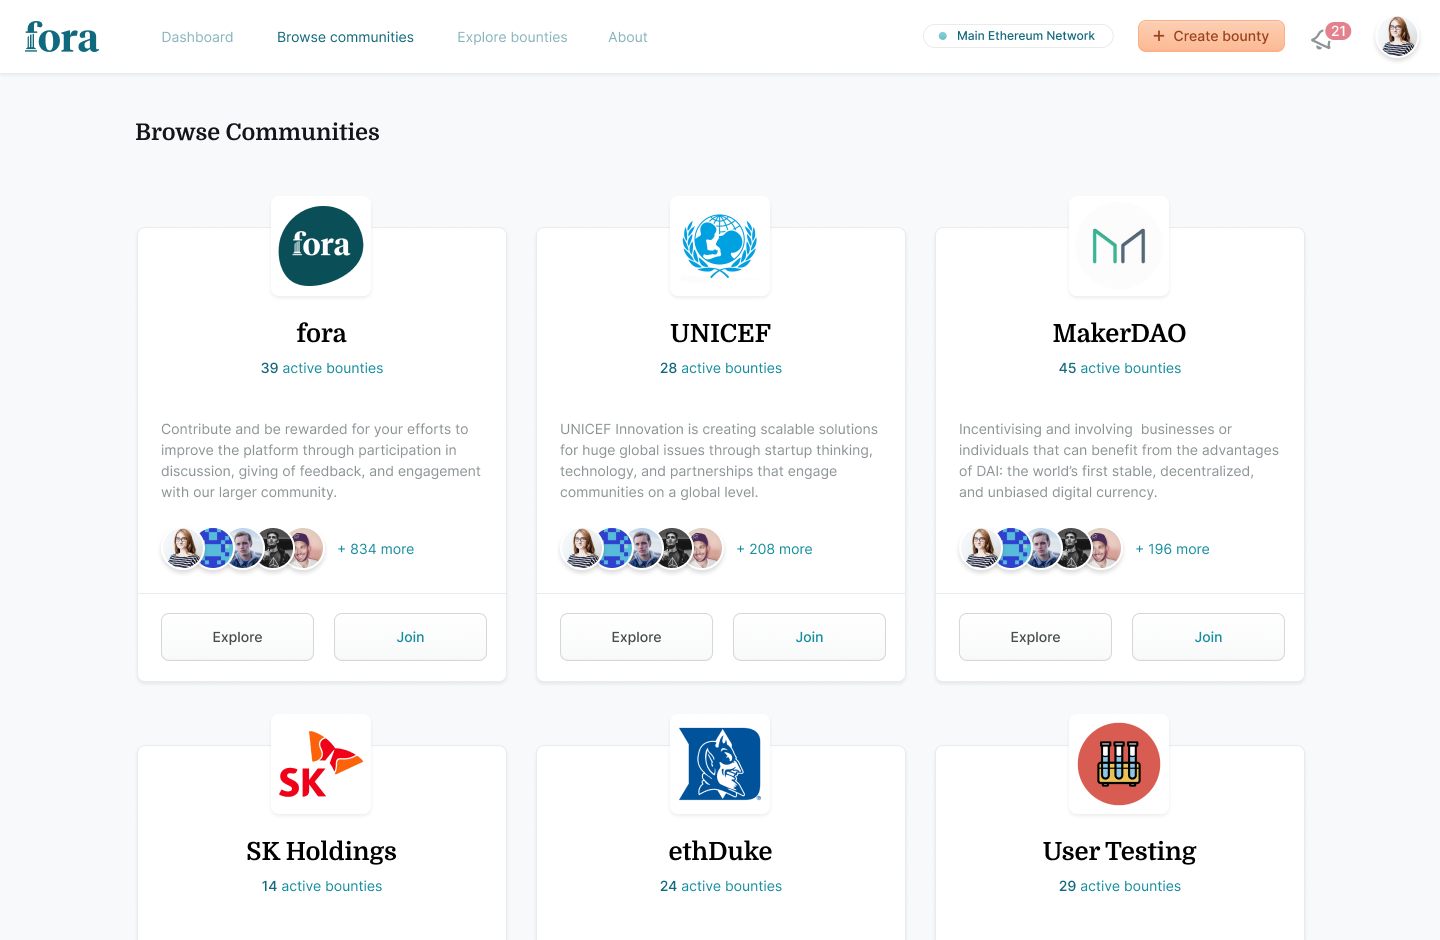 fora
Dashboard
Browse communities
Explore bounties
About
Main Ethereum Network
+ Create bounty
21
Browse Communities
fora
fora
39 active bounties
Contribute and be rewarded for your efforts to
improve the platform through participation in
discussion, giving of feedback, and engagement
with our larger community.
+ 834 more
Explore
Join
UNICEF
28 active bounties
UNICEF Innovation is creating scalable solutions
for huge global issues through startup thinking,
technology, and partnerships that engage
communities on a global level.
+ 208 more
Explore
Join
MakerDAO
45 active bounties
Incentivising and involving  businesses or
individuals that can benefit from the advantages
of DAI: the world’s first stable, decentralized,
and unbiased digital currency.
+ 196 more
Explore
Join
SK
SK Holdings
14 active bounties
ethDuke
24 active bounties
User Testing
29 active bounties